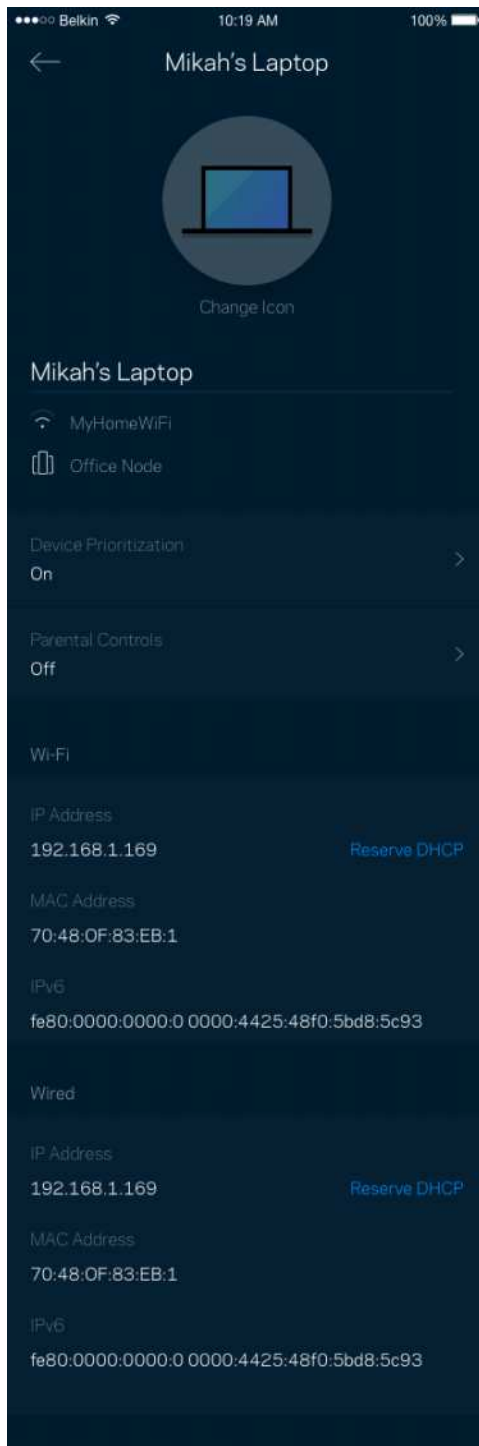 Belkin 10:19 AM 100%
Mikah's Laptop
Change Icon
Mikah's Laptop
MyHomeWiFi
Office Node
Device Prioritization
On
Parental Controls
Off
Wi-Fi
IP Address
192.168.1.169 Reserve DHCP
MAC Address
70:48:0F:83:EB:1
IPv6
fe80:0000:0000:0 0000:4425:48f0:5bd8:5c93
Wired
IP Address
192.168.1.169 Reserve DHCP
MAC Address
70:48:0F:83:EB:1
IPv6
fe80:0000:0000:0 0000:4425:48f0:5bd8:5c93